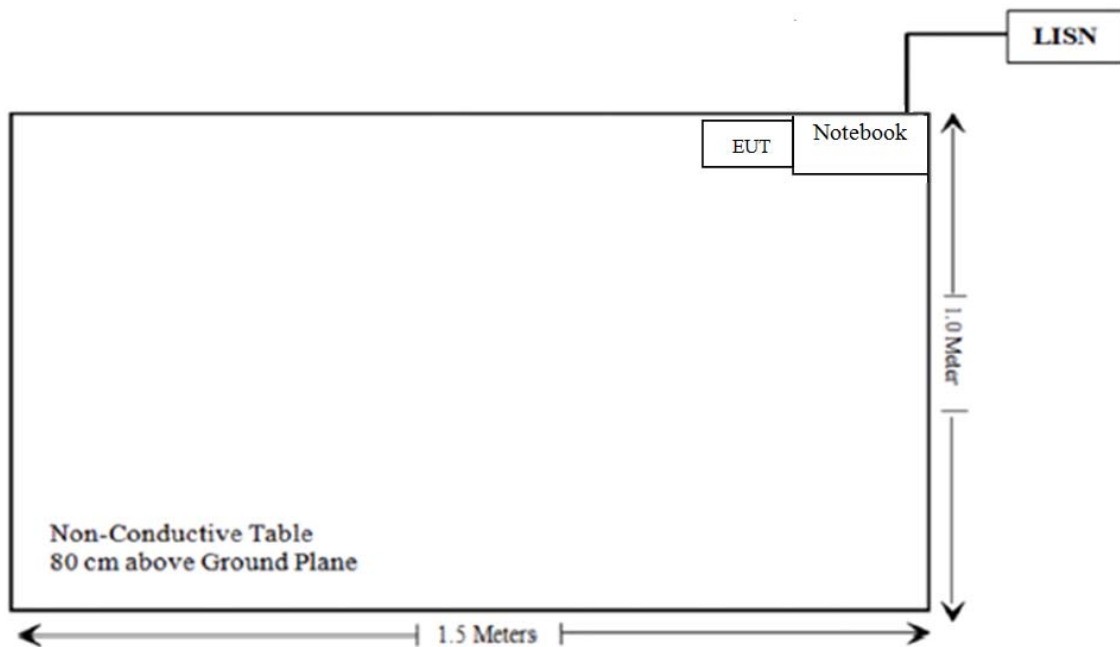 LISN
EUT
Notebook
1.0 Meter
Non-Conductive Table
80 cm above Ground Plane
1.5 Meters